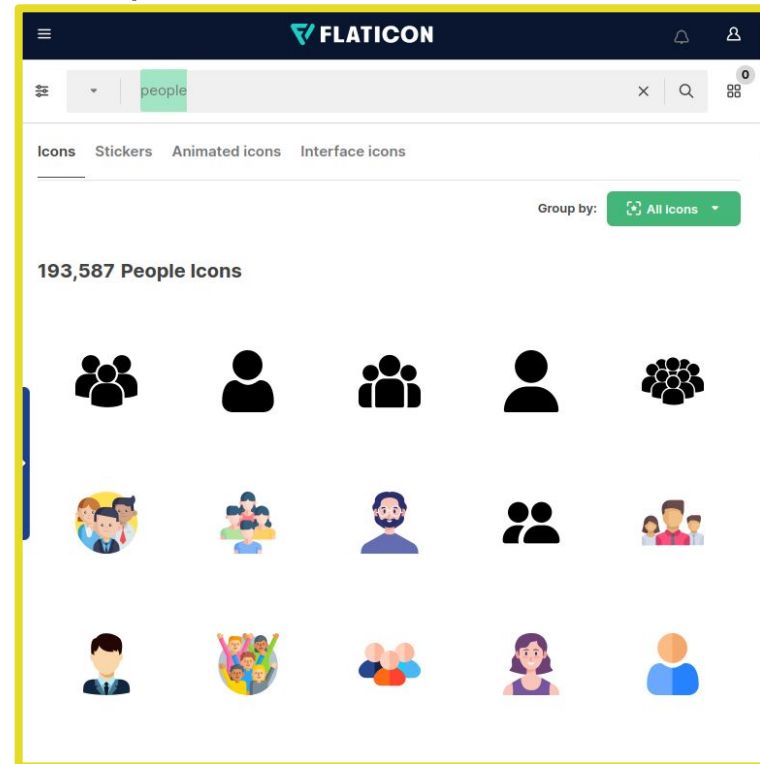 FLATICON
people
0
Icons Stickers Animated icons Interface icons
Group by: All icons
193,587 People Icons